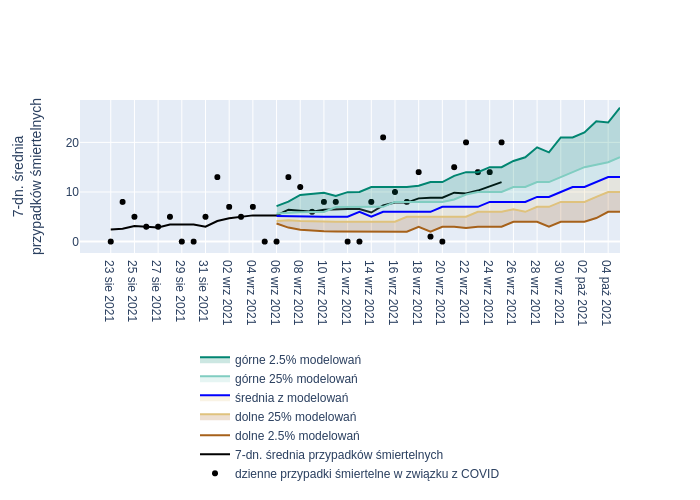 7-dn. średnia
przypadków śmiertelnych
20
10
0
23 sie 2021
25 sie 2021
27 sie 2021
29 sie 2021
31 sie 2021
02 wrz 2021
04 wrz 2021
06 wrz 2021
08 wrz 2021
10 wrz 2021
12 wrz 2021
14 wrz 2021
16 wrz 2021
18 wrz 2021
20 wrz 2021
22 wrz 2021
24 wrz 2021
26 wrz 2021
28 wrz 2021
30 wrz 2021
02 paź 2021
04 paź 2021
górne 2.5% modelowań
górne 25% modelowań
średnia z modelowań
dolne 25% modelowań
dolne 2.5% modelowań
7-dn. średnia przypadków śmiertelnych
dzienne przypadki śmiertelne w związku z COVID